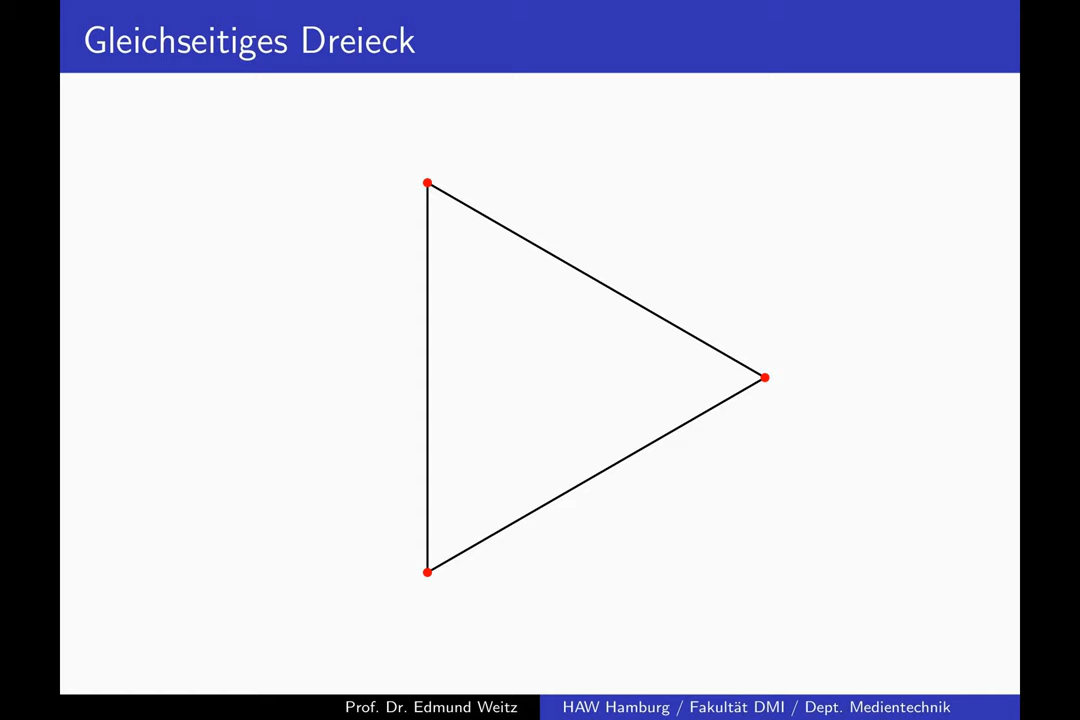 Gleichseitiges Dreieck
Prof. Dr. Edmund Weitz
HAW Hamburg / Fakultät DMI / Dept. Medientechnik